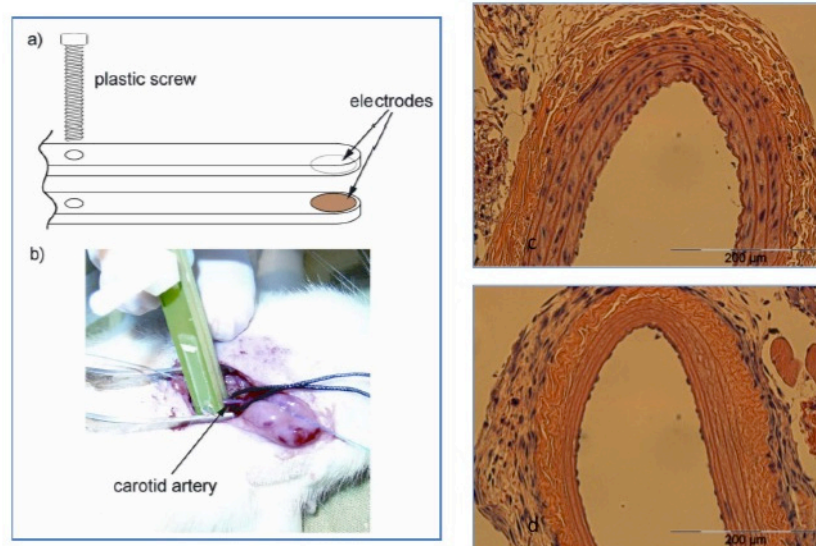 a)
plastic screw
electrodes
b)
carotid artery
c
200 µm
d
200 µm